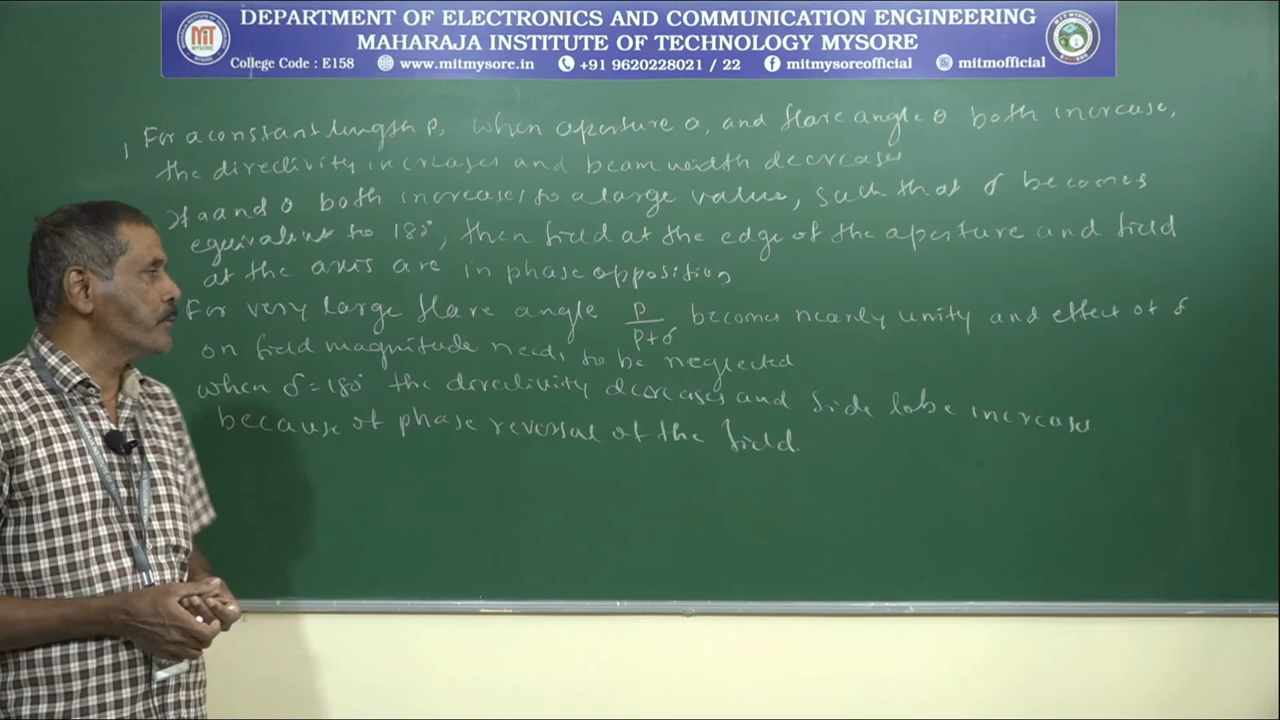 DEPARTMENT OF ELECTRONICS AND COMMUNICATION ENGINEERING
MAHARAJA INSTITUTE OF TECHNOLOGY MYSORE
College Code : E158 www.mitmysore.in +91 9620228021 / 22 mitmysoreofficial mitmofficial
MIT
MYSORE
1 For a constant length ρ, when aperture a, and flare angle θ both increase,
the directivity increases and beam width decreases
If a and θ both increases to a large value, such that δ becomes
equivalent to 180°, then field at the edge of the aperture and field
at the axis are in phase opposition
For very large flare angle ρ/ρ+δ becomes nearly unity and effect of δ
on field magnitude needs to be neglected
when δ=180° the directivity decreases and side lobe increases
because of phase reversal of the field.